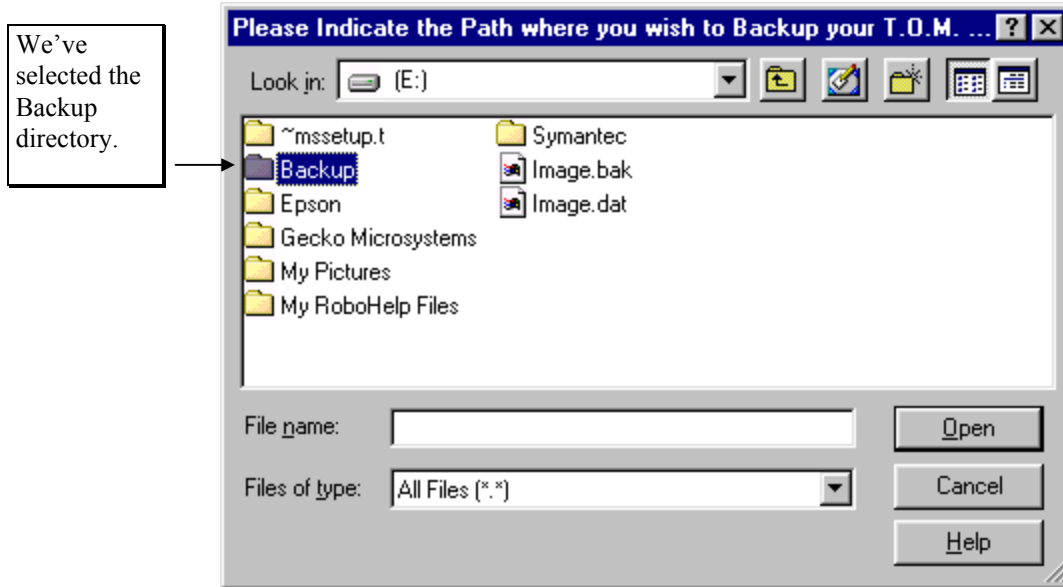 We've
selected the
Backup
directory.
Please Indicate the Path where you wish to Backup your T.O.M. ...
Look in: (E:)
~mssetup.t
Backup
Epson
Gecko Microsystems
My Pictures
My RoboHelp Files
Symantec
Image.bak
Image.dat
File name:
Open
Files of type: All Files (*.*)
Cancel
Help